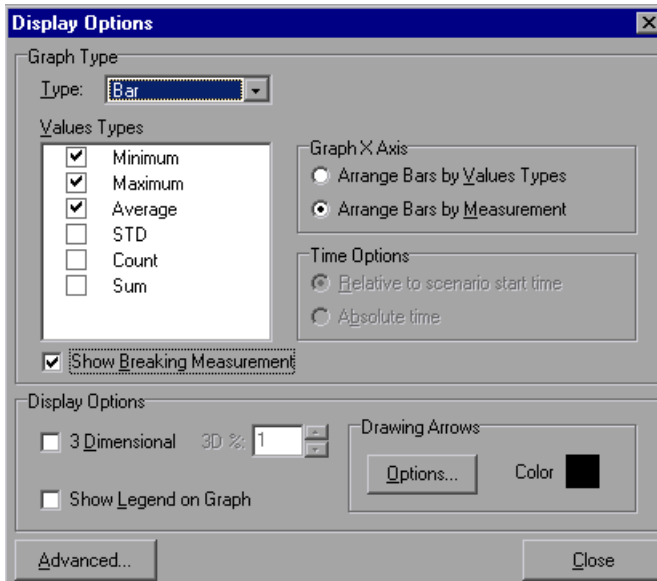 Display Options
Graph Type
Type: Bar
Values Types
Minimum
Maximum
Average
STD
Count
Sum
Show Breaking Measurement
Graph X Axis
Arrange Bars by Values Types
Arrange Bars by Measurement
Time Options
Relative to scenario start time
Absolute time
Display Options
3 Dimensional 3D %: 1
Show Legend on Graph
Drawing Arrows
Options... Color
Advanced... Close